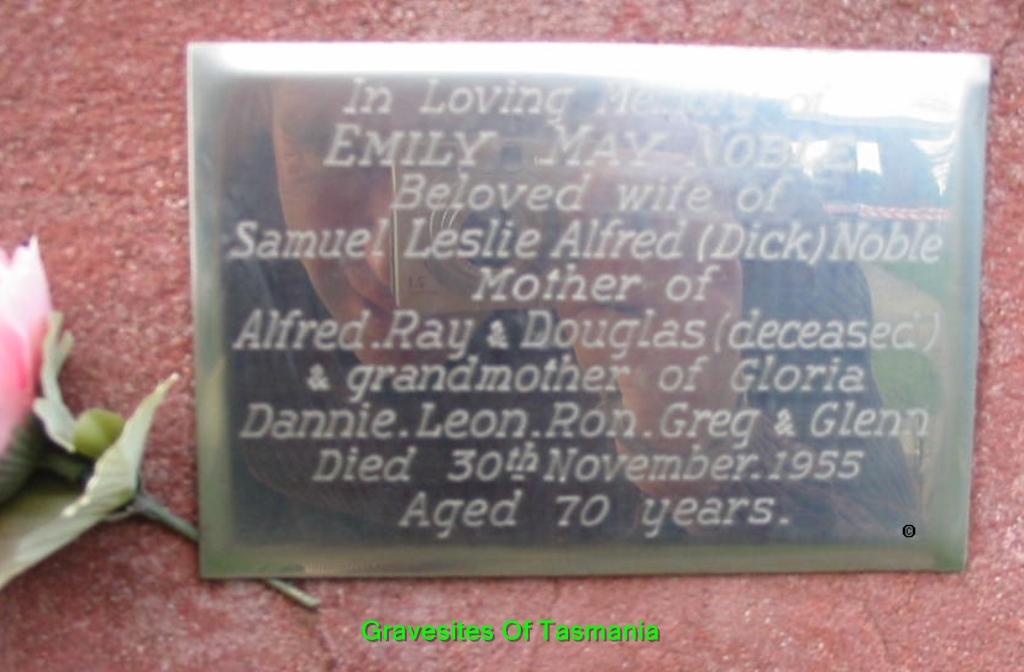 In Loving Memory of
EMILY MAY NOBLE
Beloved wife of
Samuel Leslie Alfred (Dick) Noble
Mother of
Alfred.Ray & Douglas (deceased)
& grandmother of Gloria
Dannie.Leon.Ron.Greg & Glenn
Died 30th November.1955
Aged 70 years.
©
Gravesites Of Tasmania